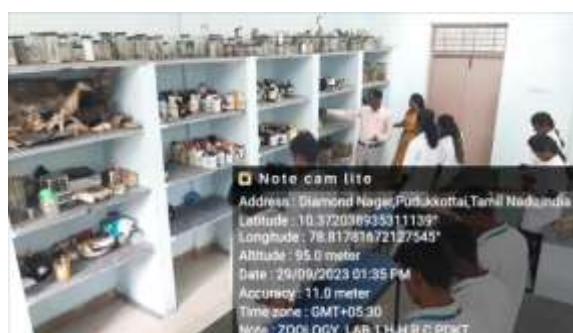 Note cam lite
Address : Diamond Nagar,Pudukkottai,Tamil Nadu,India
Latitude : 10.372038935311139°
Longitude : 78.81781672127545°
Altitude : 95.0 meter
Date : 29/09/2023 01:35 PM
Accuracy : 11.0 meter
Time zone : GMT+05:30
Note : ZOOLOGY LAB